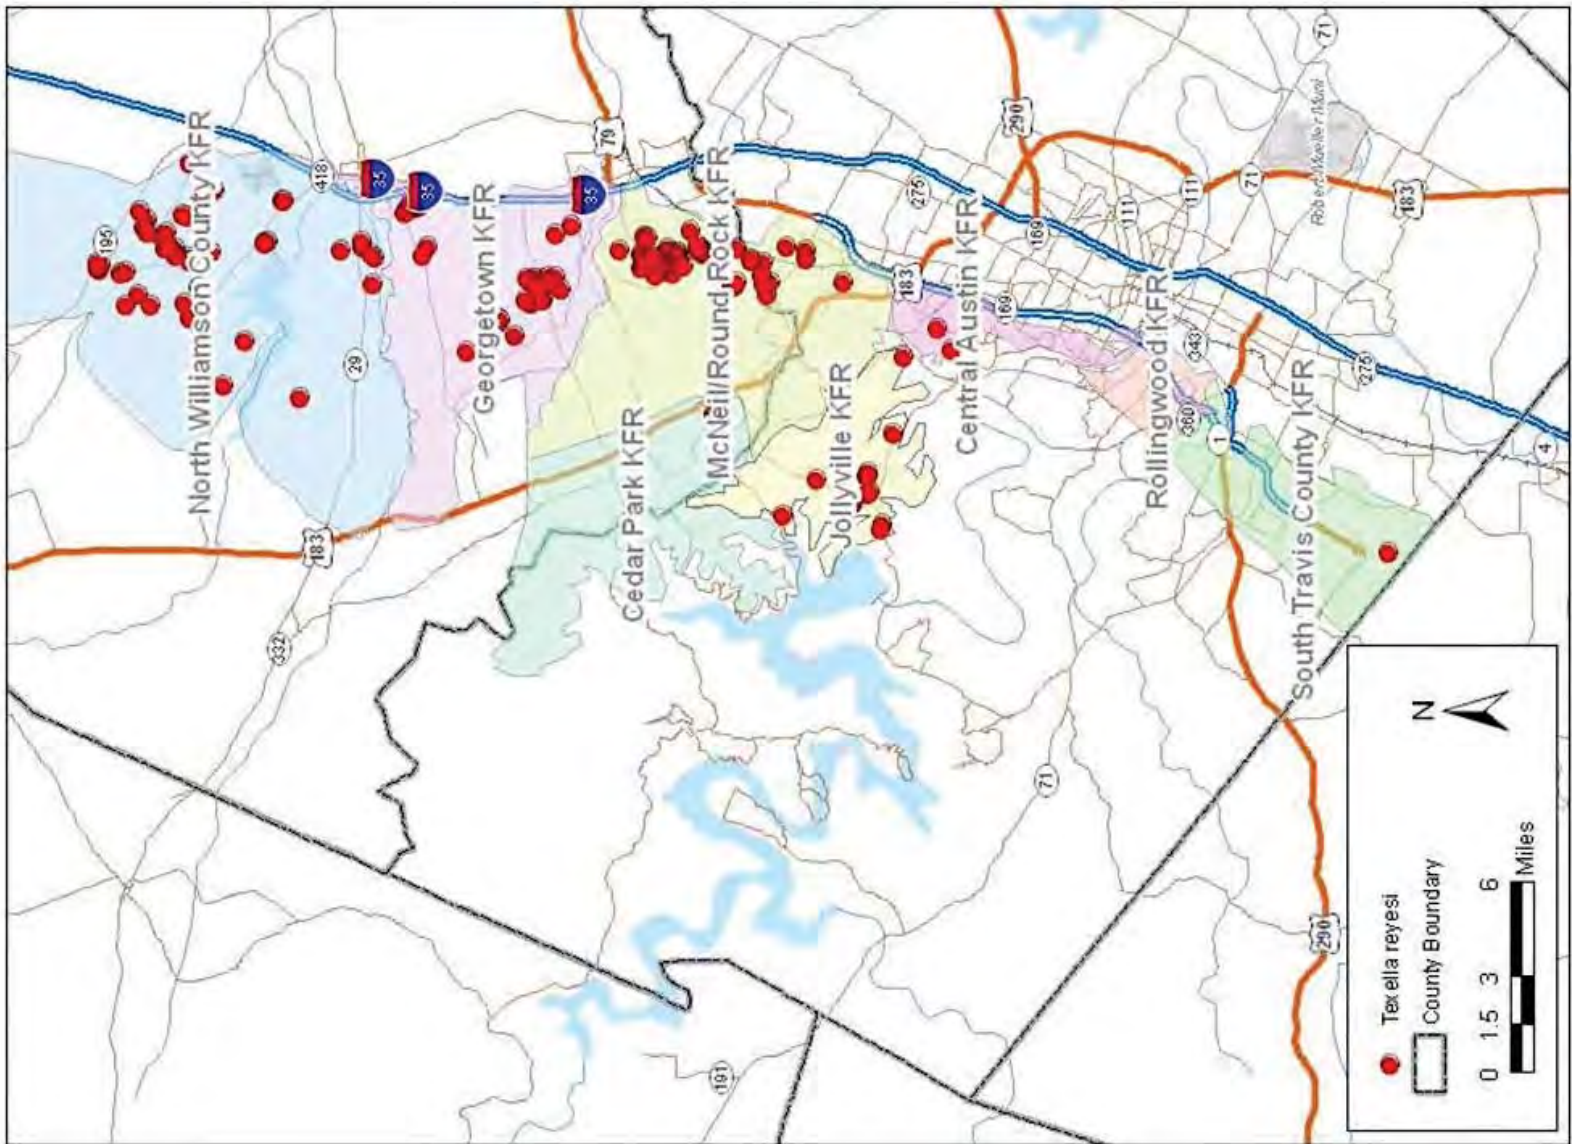 195
North Williamson County KFR
418
35
35
29
183
332
Georgetown KFR
35
79
Cedar Park KFR
McNeil/Round Rock KFR
Jollyville KFR
183
275
290
Central Austin KFR
169
169
111
111
71
71
Robert Mueller Muni
183
Rollingwood KFR
343
360
1
275
South Travis County KFR
4
71
290
191
N
Texella reyesi
County Boundary
0 1.5 3 6
Miles